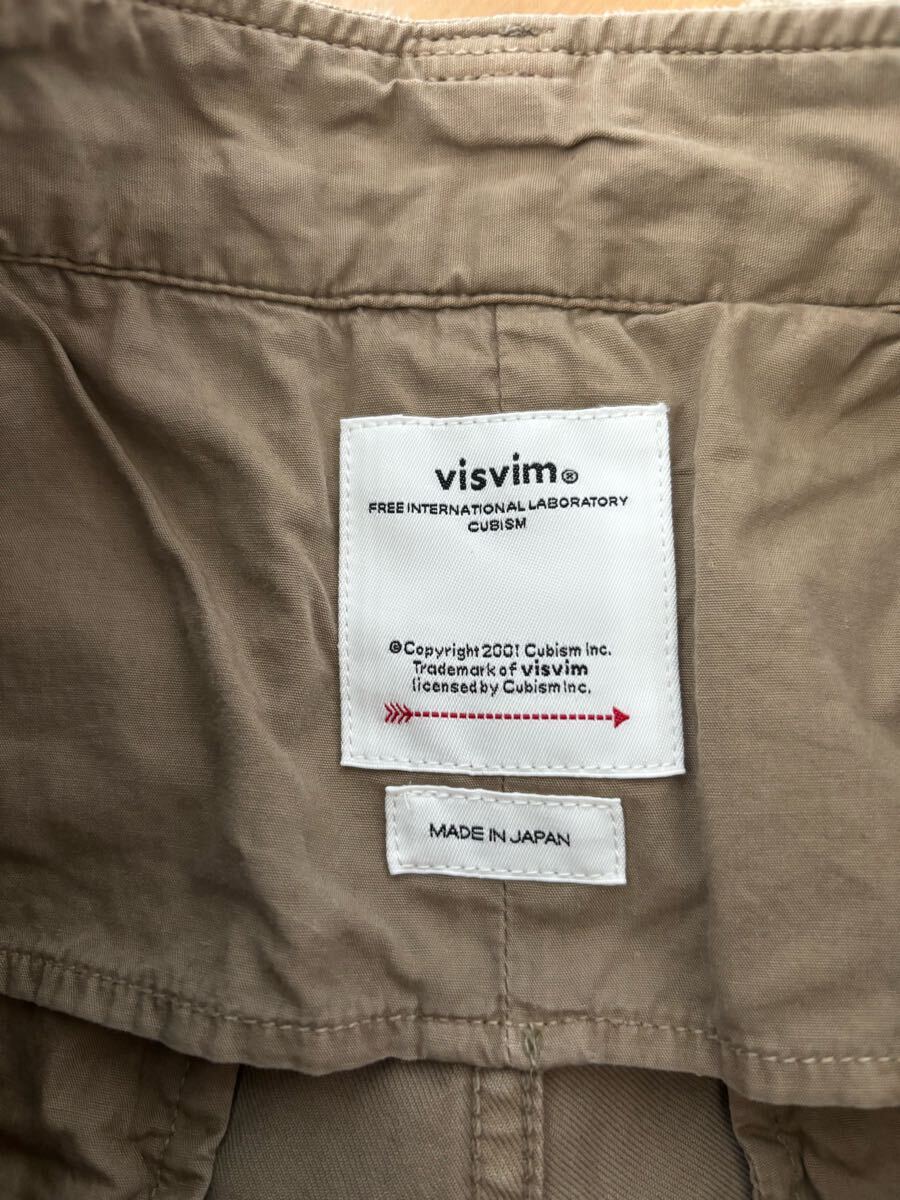 visvim®
FREE INTERNATIONAL LABORATORY
CUBISM
©Copyright 2001 Cubism Inc.
Trademark of visvim
licensed by Cubism Inc.
MADE IN JAPAN